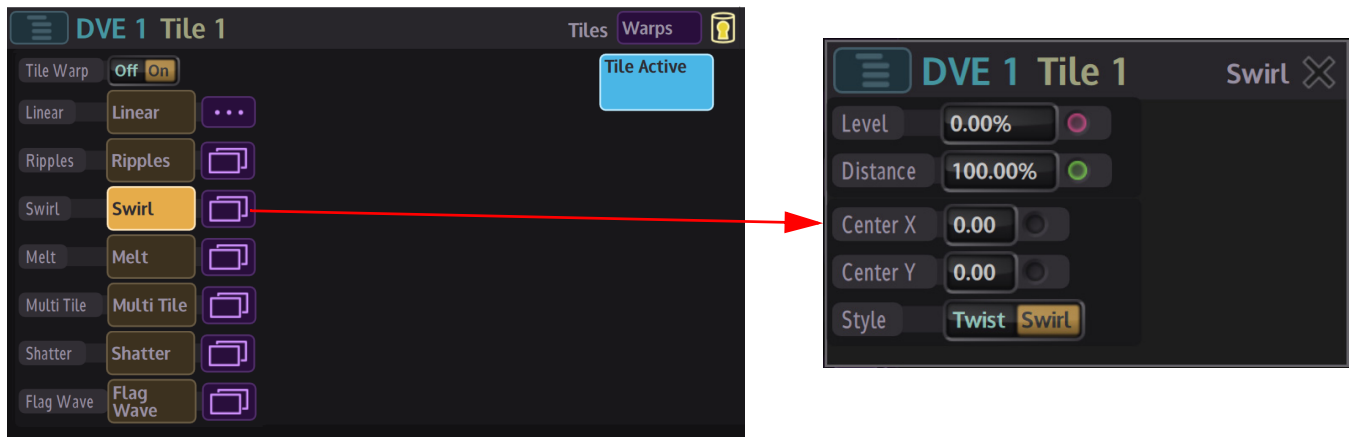 DVE 1 Tile 1 Tiles Warps
Tile Warp Off On Tile Active
Linear Linear
Ripples Ripples
Swirl Swirl
Melt Melt
Multi Tile Multi Tile
Shatter Shatter
Flag Wave Flag
Wave
DVE 1 Tile 1 Swirl
Level 0.00%
Distance 100.00%
Center X 0.00
Center Y 0.00
Style Twist Swirl